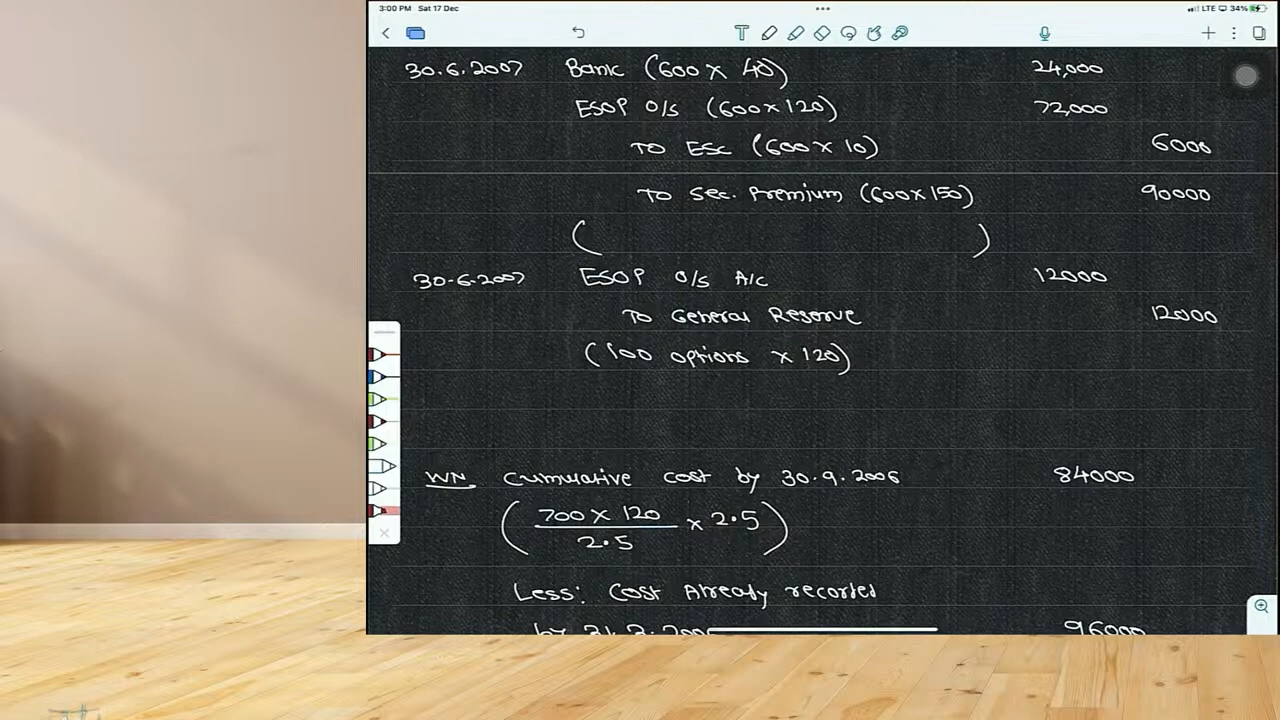 3:00 PM Sat 17 Dec
LTE 34%
30.6.2007 Bank (600 x 40) 24,000
ESOP O/S (600 x 120) 72,000
To ESC (600 x 10) 6000
To Sec. Premium (600 x 150) 90000
( )
30-6-2007 ESOP O/S A/C 12000
To General Reserve 12000
(100 options x 120)
WN Cumulative cost by 30.9.2006 84000
(700 x 120 / 2.5 x 2.5)
Less: Cost Already recorded
96000